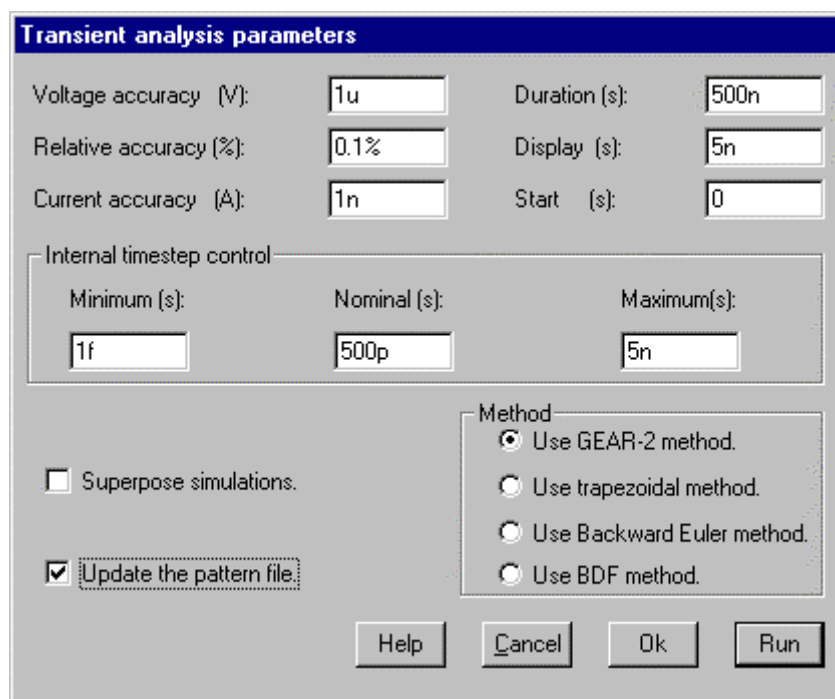 Transient analysis parameters
Voltage accuracy (V): 1u Duration (s): 500n
Relative accuracy (%): 0.1% Display (s): 5n
Current accuracy (A): 1n Start (s): 0
Internal timestep control
Minimum (s): Nominal (s): Maximum(s):
1f 500p 5n
Method
Use GEAR-2 method.
Superpose simulations.
Use trapezoidal method.
Use Backward Euler method.
Update the pattern file.
Use BDF method.
Help Cancel Ok Run